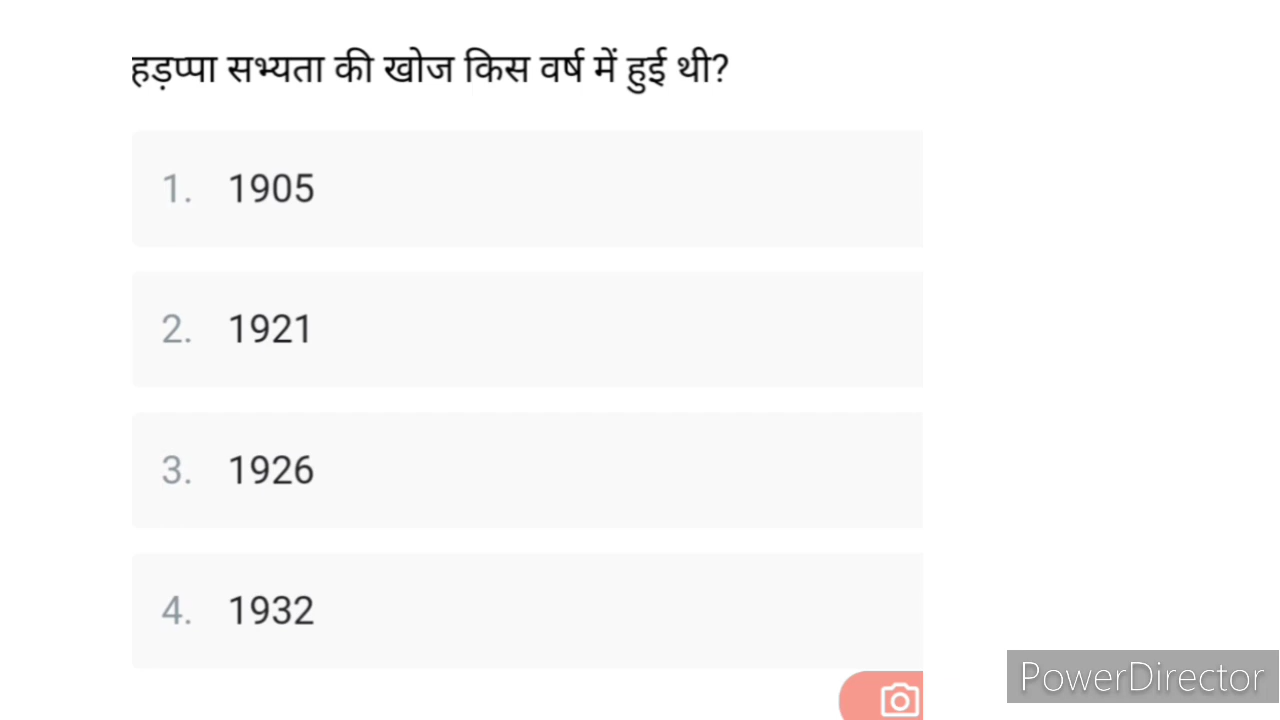 हड़प्पा सभ्यता की खोज किस वर्ष में हुई थी?
1. 1905
2. 1921
3. 1926
4. 1932
PowerDirector